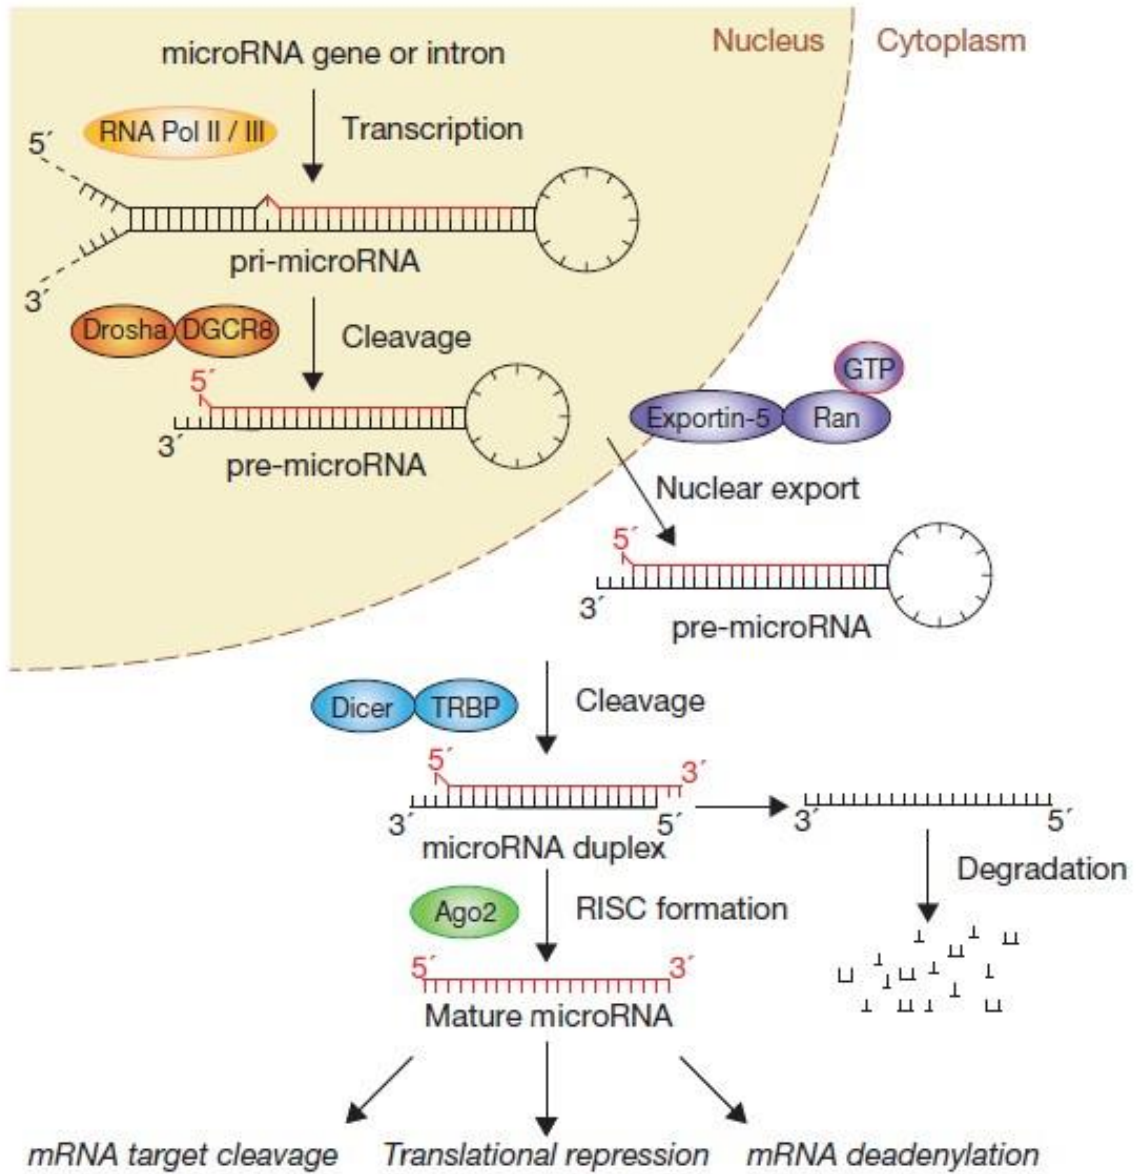 Nucleus
Cytoplasm
microRNA gene or intron
RNA Pol II / III
Transcription
5´
3´
pri-microRNA
Drosha
DGCR8
Cleavage
5´
3´
pre-microRNA
GTP
Exportin-5
Ran
Nuclear export
5´
3´
pre-microRNA
Dicer
TRBP
Cleavage
5´
3´
3´
5´
microRNA duplex
3´
5´
Degradation
Ago2
RISC formation
5´
3´
Mature microRNA
mRNA target cleavage
Translational repression
mRNA deadenylation